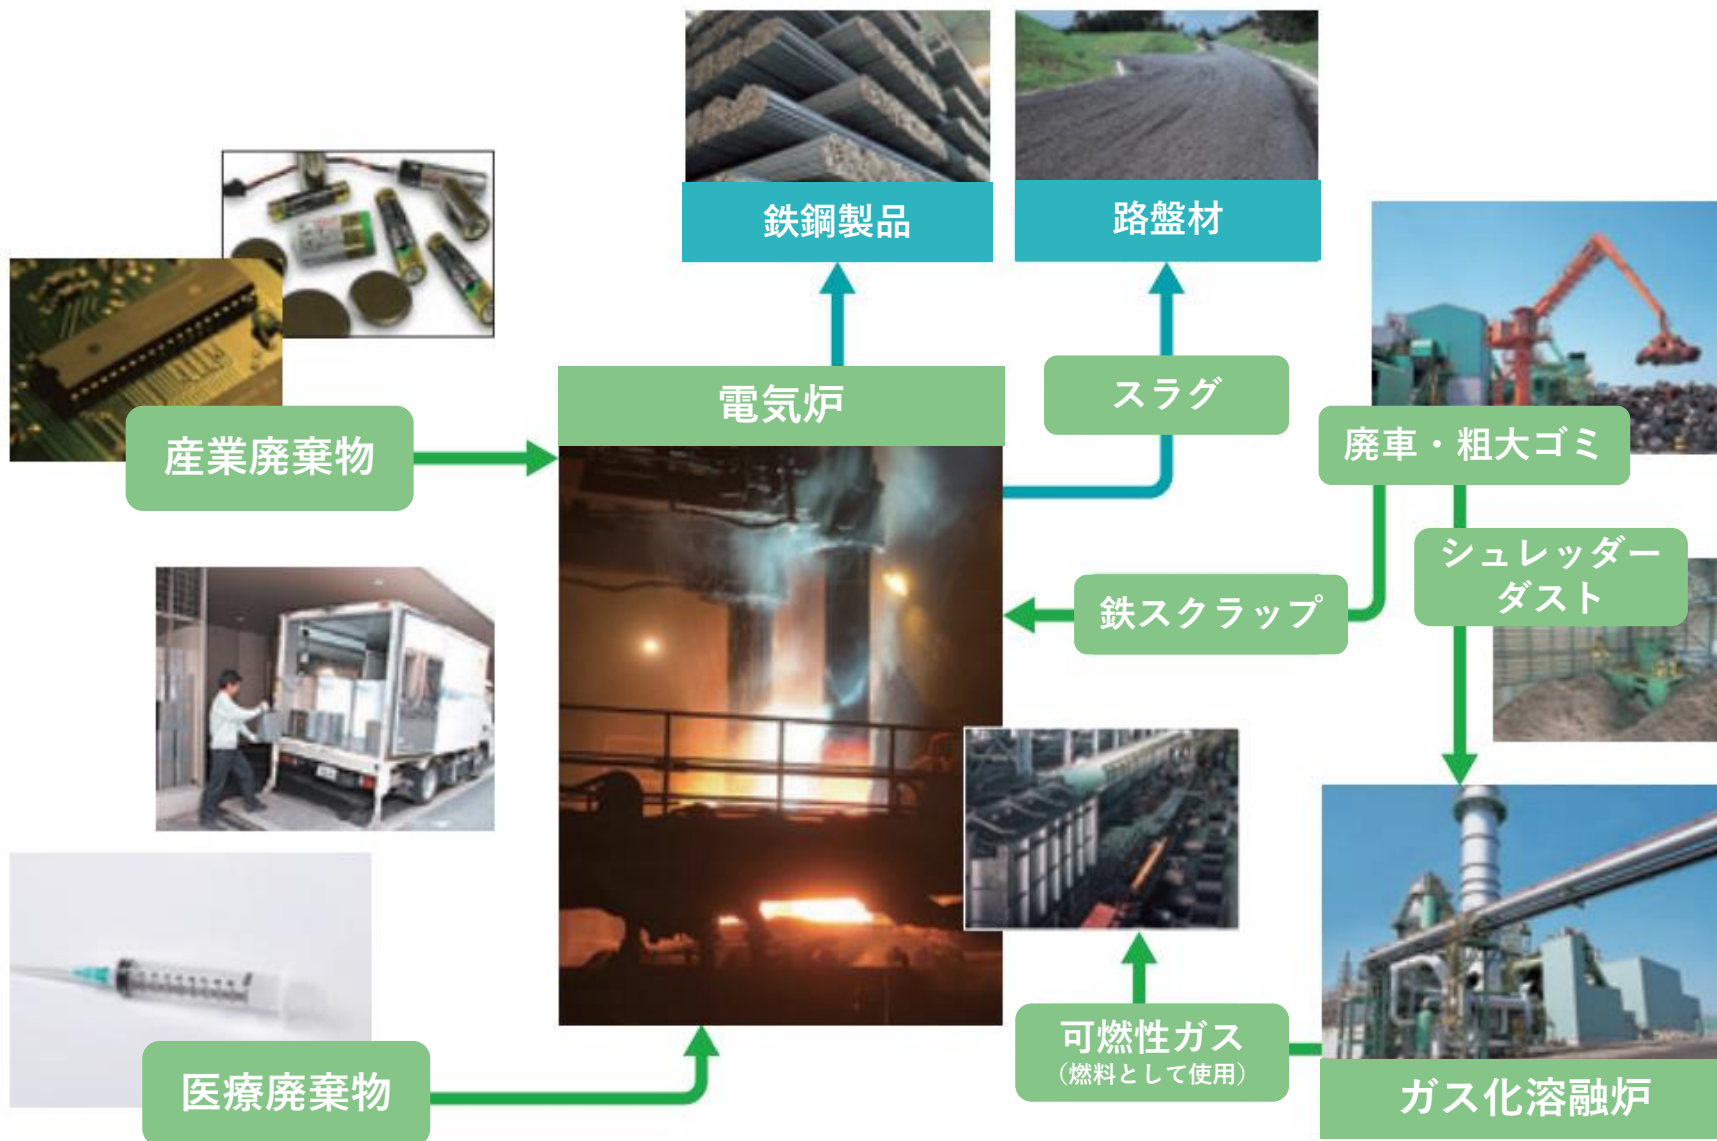 鉄鋼製品
路盤材
電気炉
スラグ
産業廃棄物
廃車・粗大ゴミ
シュレッダー
ダスト
鉄スクラップ
可燃性ガス
（燃料として使用）
医療廃棄物
ガス化溶融炉